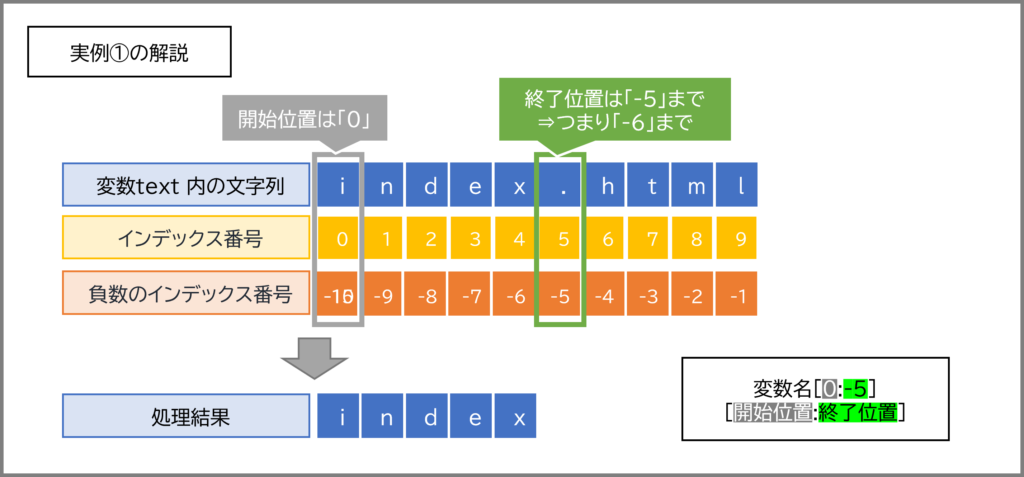 実例①の解説
開始位置は「0」
終了位置は「-5」まで
⇒つまり「-6」まで
変数text 内の文字列 i n d e x . h t m l
インデックス番号 0 1 2 3 4 5 6 7 8 9
負数のインデックス番号 -9 -8 -7 -6 -5 -4 -3 -2 -1
処理結果 i n d e x
変数名[0:-5]
[開始位置:終了位置]